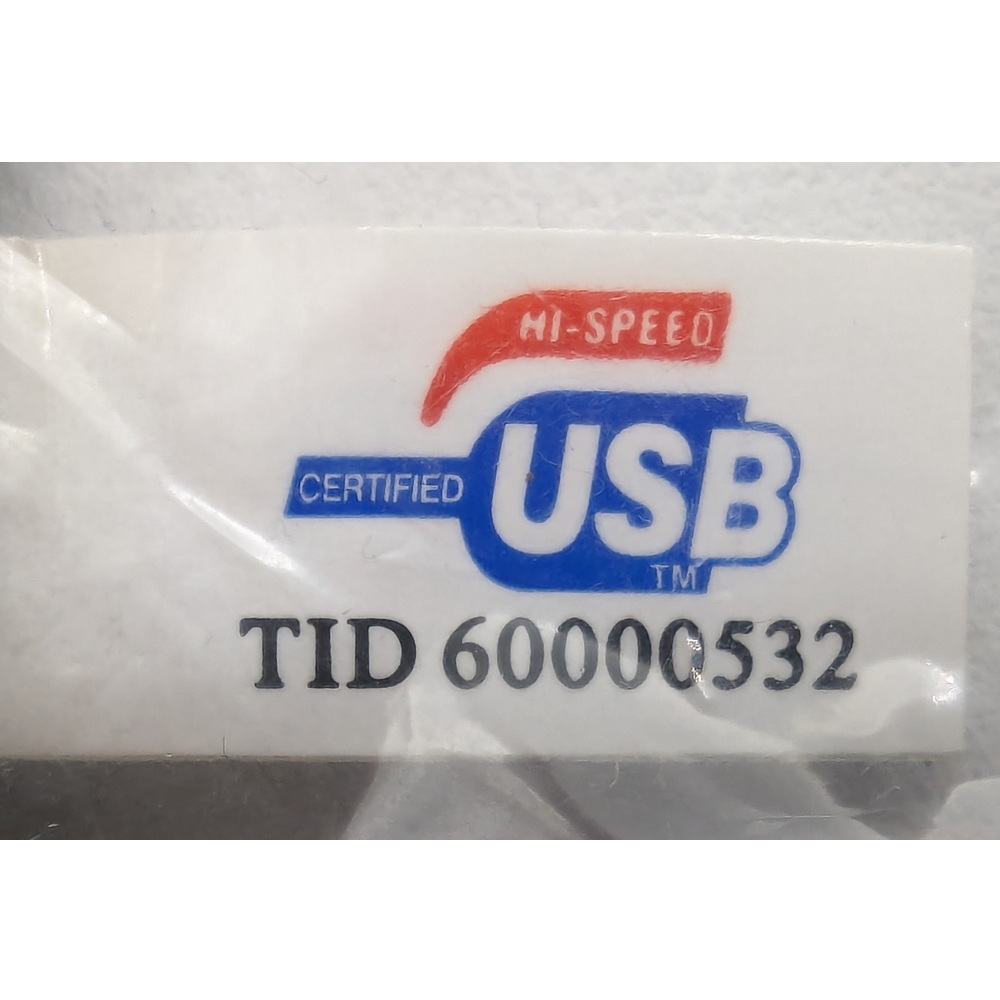 HI-SPEED
CERTIFIED USB
TM
TID 60000532